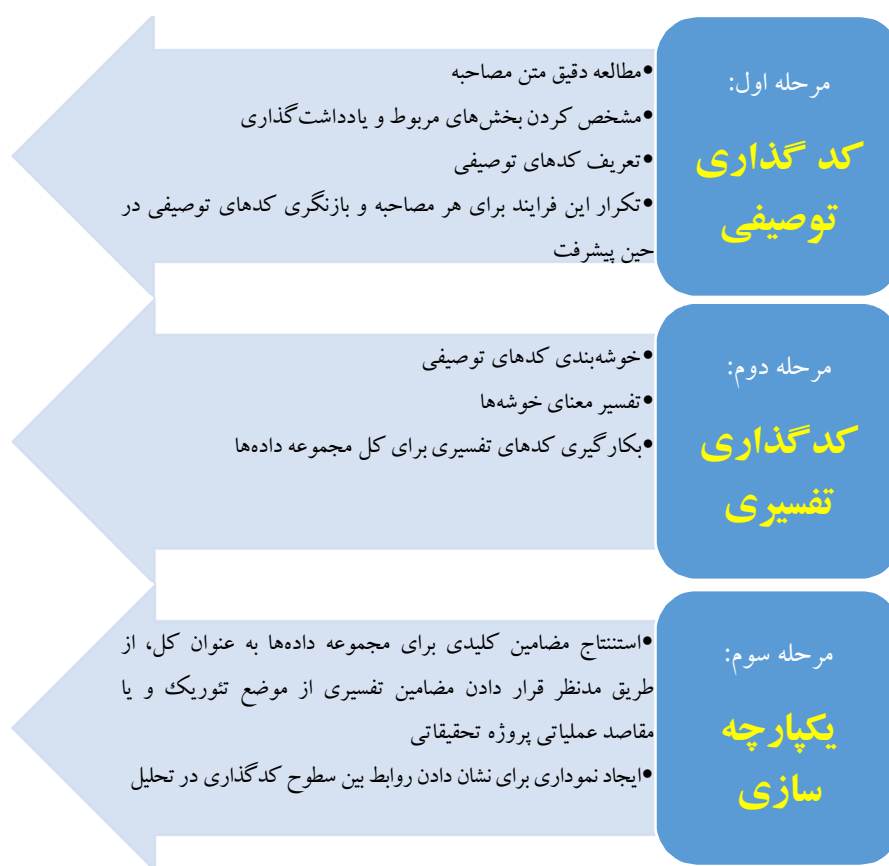 مرحله اول:
کد گذاری
توصیفی
•مطالعه دقیق متن مصاحبه
•مشخص کردن بخش‌های مربوط و یادداشت‌گذاری
•تعریف کدهای توصیفی
•تکرار این فرایند برای هر مصاحبه و بازنگری کدهای توصیفی در
حین پیشرفت
مرحله دوم:
کدگذاری
تفسیری
•خوشه‌بندی کدهای توصیفی
•تفسیر معنای خوشه‌ها
•بکارگیری کدهای تفسیری برای کل مجموعه داده‌ها
مرحله سوم:
یکپارچه
سازی
•استنتاج مضامین کلیدی برای مجموعه داده‌ها به عنوان کل، از
طریق مدنظر قرار دادن مضامین تفسیری از موضع تئوریک و یا
مقاصد عملیاتی پروژه تحقیقاتی
•ایجاد نموداری برای نشان دادن روابط بین سطوح کدگذاری در تحلیل